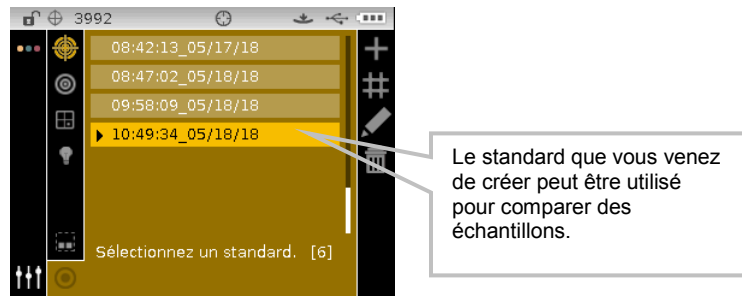 3992
08:42:13_05/17/18
08:47:02_05/18/18
09:58:09_05/18/18
10:49:34_05/18/18
Sélectionnez un standard. [6]
Le standard que vous venez
de créer peut être utilisé
pour comparer des
échantillons.